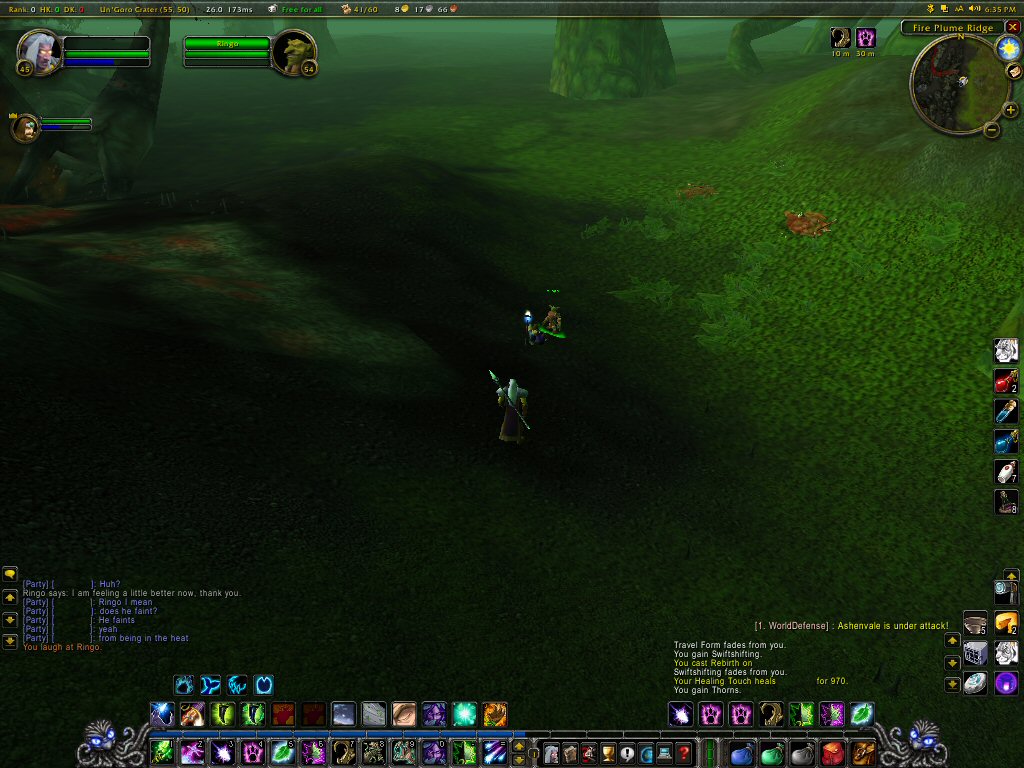 Rank: 0 HK: 0 DK: 0 Un'Goro Crater (55, 50) 26.0 173ms Free for all 41/60 8 17 66 aA 6:35 PM
Fire Plume Ridge
N
Ringo
45
54
10 m 30 m
2
7
8
5 2
[Party] [ ]: Huh?
Ringo says: I am feeling a little better now, thank you.
[Party] [ ]: Ringo I mean
[Party] [ ]: does he faint?
[Party] [ ]: He faints
[Party] [ ]: yeah
[Party] [ ]: from being in the heat
You laugh at Ringo.
[1. WorldDefense] : Ashenvale is under attack!
Travel Form fades from you.
You gain Swiftshifting.
You cast Rebirth on
Swiftshifting fades from you.
Your Healing Touch heals for 970.
You gain Thorns.